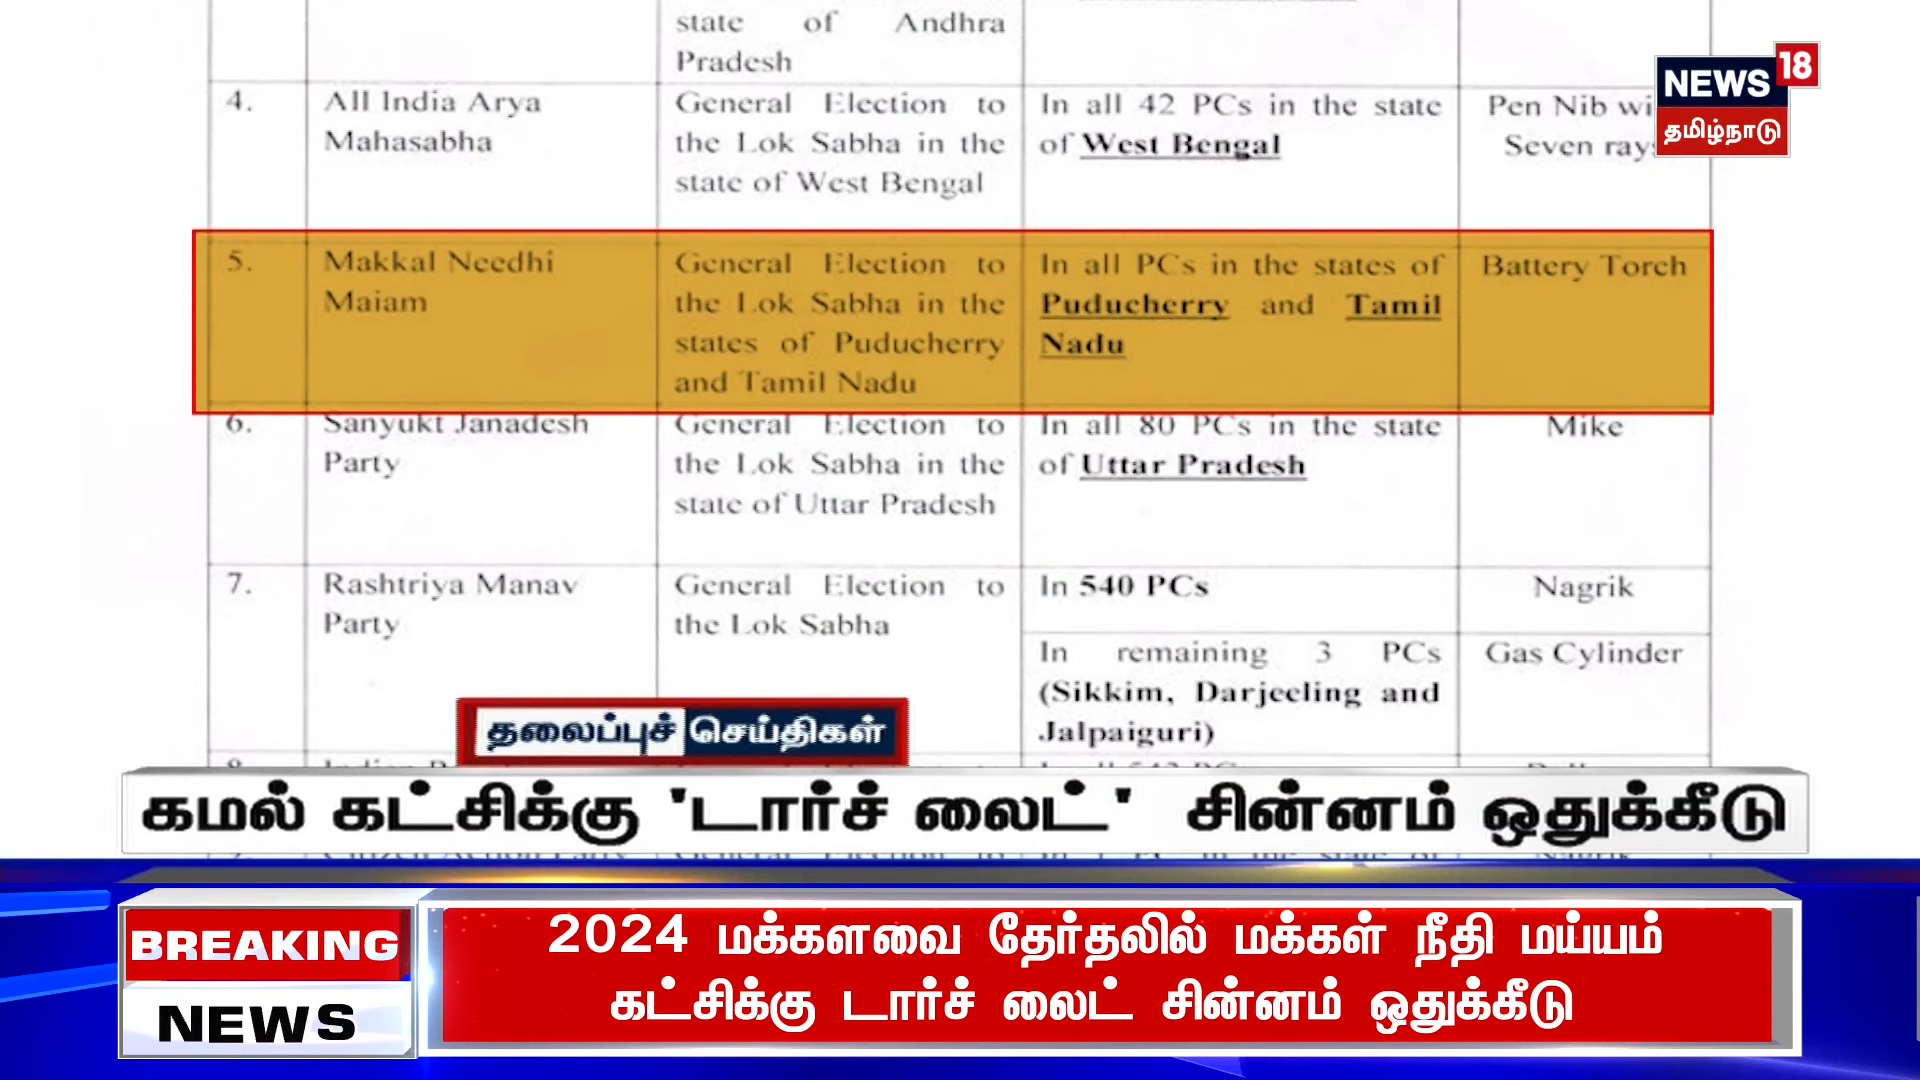 state of Andhra
Pradesh
4. All India Arya Mahasabha
General Election to the Lok Sabha in the state of West Bengal
In all 42 PCs in the state of West Bengal
Pen Nib
Seven
NEWS 18
தமிழ்நாடு
5. Makkal Needhi Maiam
General Election to the Lok Sabha in the states of Puducherry and Tamil Nadu
In all PCs in the states of Puducherry and Tamil Nadu
Battery Torch
6. Sanyukt Janadesh Party
General Election to the Lok Sabha in the state of Uttar Pradesh
In all 80 PCs in the state of Uttar Pradesh
Mike
7. Rashtriya Manav Party
General Election to the Lok Sabha
In 540 PCs
Nagrik
In remaining 3 PCs (Sikkim, Darjeeling and Jalpaiguri)
Gas Cylinder
தலைப்புச் செய்திகள்
கமல் கட்சிக்கு 'டார்ச் லைட்' சின்னம் ஒதுக்கீடு
BREAKING
NEWS
2024 மக்களவை தேர்தலில் மக்கள் நீதி மய்யம்
கட்சிக்கு டார்ச் லைட் சின்னம் ஒதுக்கீடு